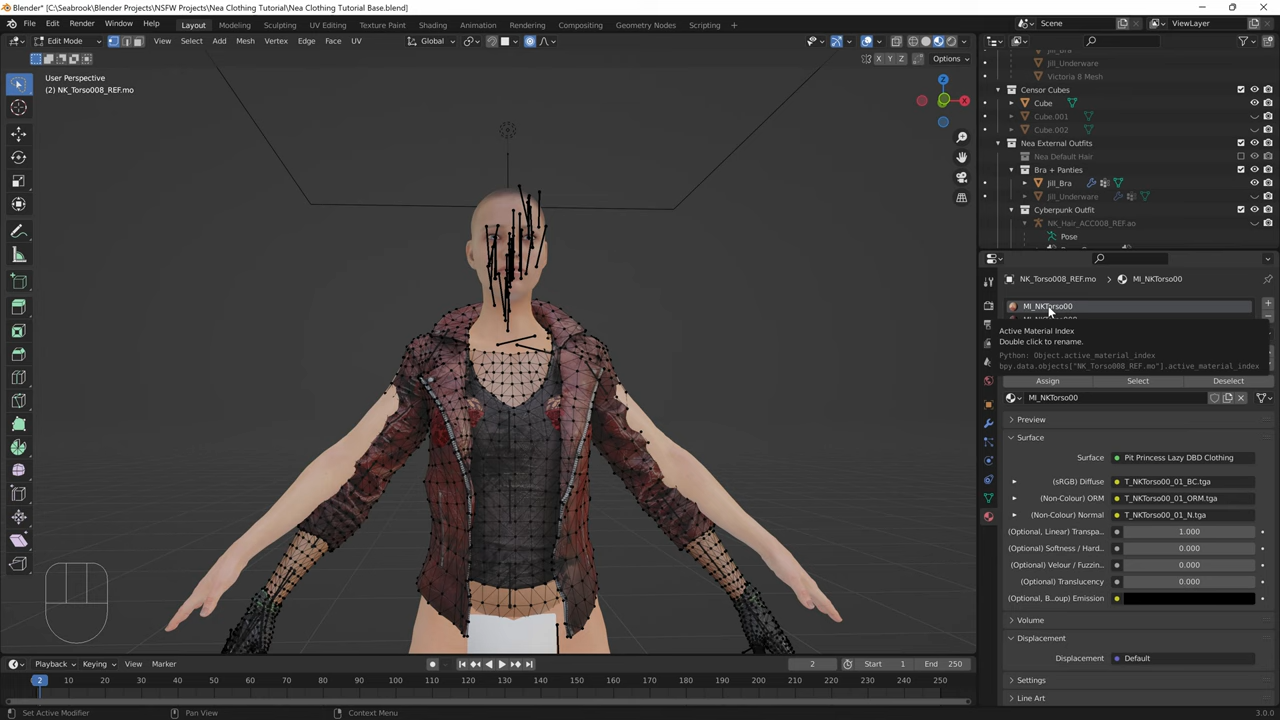 Blender* [C:\Seabrook\Blender Projects\NSFW Projects\Nea Clothing Tutorial\Nea Clothing Tutorial Base.blend]
File Edit Render Window Help Layout Modeling Sculpting UV Editing Texture Paint Shading Animation Rendering Compositing Geometry Nodes Scripting + Scene ViewLayer
Edit Mode View Select Add Mesh Vertex Edge Face UV Global
X Y Z Options
User Perspective
(2) NK_Torso008_REF.mo
Z
X
Jill_Bra
Jill_Underware
Victoria 8 Mesh
Censor Cubes
Cube
Cube.001
Cube.002
Nea External Outfits
Nea Default Hair
Bra + Panties
Jill_Bra
Jill_Underware
Cyberpunk Outfit
NK_Hair_ACC008_REF.ao
Pose
NK_Torso008_REF.mo > MI_NKTorso00
MI_NKTorso00
Active Material Index
Double click to rename.
Python: Object.active_material_index
bpy.data.objects["NK_Torso008_REF.mo"].active_material_index
Assign Select Deselect
MI_NKTorso00
Preview
Surface
Surface Pit Princess Lazy DBD Clothing
(sRGB) Diffuse T_NKTorso00_01_BC.tga
(Non-Colour) ORM T_NKTorso00_01_ORM.tga
(Non-Colour) Normal T_NKTorso00_01_N.tga
(Optional, Linear) Transpa... 1.000
(Optional) Softness / Hard... 0.000
(Optional) Velour / Fuzzin... 0.000
(Optional) Translucency 0.000
(Optional, B...oup) Emission
Volume
Displacement
Displacement Default
Settings
Line Art
Playback Keying View Marker 2 Start 1 End 250
2 10 20 30 40 50 60 70 80 90 100 110 120 130 140 150 160 170 180 190 200 210 220 230 240 250
Set Active Modifier Pan View Context Menu 3.0.0